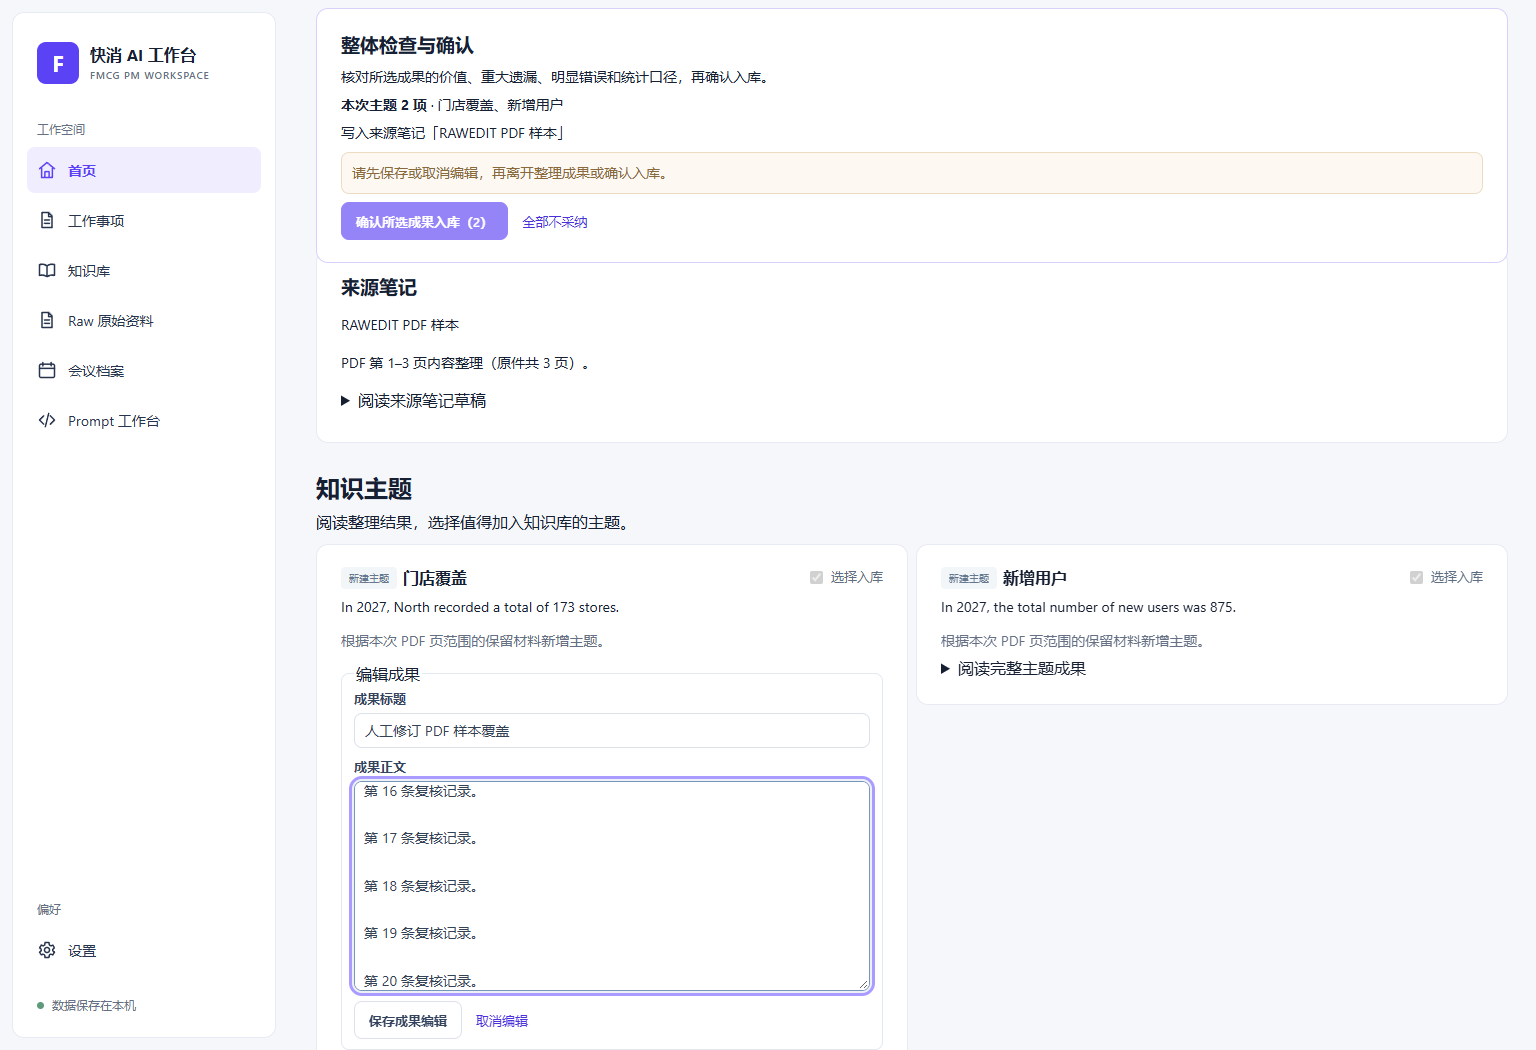 F
快消 AI 工作台
FMCG PM WORKSPACE
工作空间
首页
工作事项
知识库
Raw 原始资料
会议档案
Prompt 工作台
偏好
设置
数据保存在本机
整体检查与确认
核对所选成果的价值、重大遗漏、明显错误和统计口径，再确认入库。
本次主题 2 项 · 门店覆盖、新增用户
写入来源笔记「RAWEDIT PDF 样本」
请先保存或取消编辑，再离开整理成果或确认入库。
确认所选成果入库（2）
全部不采纳
来源笔记
RAWEDIT PDF 样本
PDF 第 1–3 页内容整理（原件共 3 页）。
阅读来源笔记草稿
知识主题
阅读整理结果，选择值得加入知识库的主题。
新建主题 门店覆盖 选择入库
In 2027, North recorded a total of 173 stores.
根据本次 PDF 页范围的保留材料新增主题。
编辑成果
成果标题
人工修订 PDF 样本覆盖
成果正文
第 16 条复核记录。
第 17 条复核记录。
第 18 条复核记录。
第 19 条复核记录。
第 20 条复核记录。
保存成果编辑 取消编辑
新建主题 新增用户 选择入库
In 2027, the total number of new users was 875.
根据本次 PDF 页范围的保留材料新增主题。
阅读完整主题成果